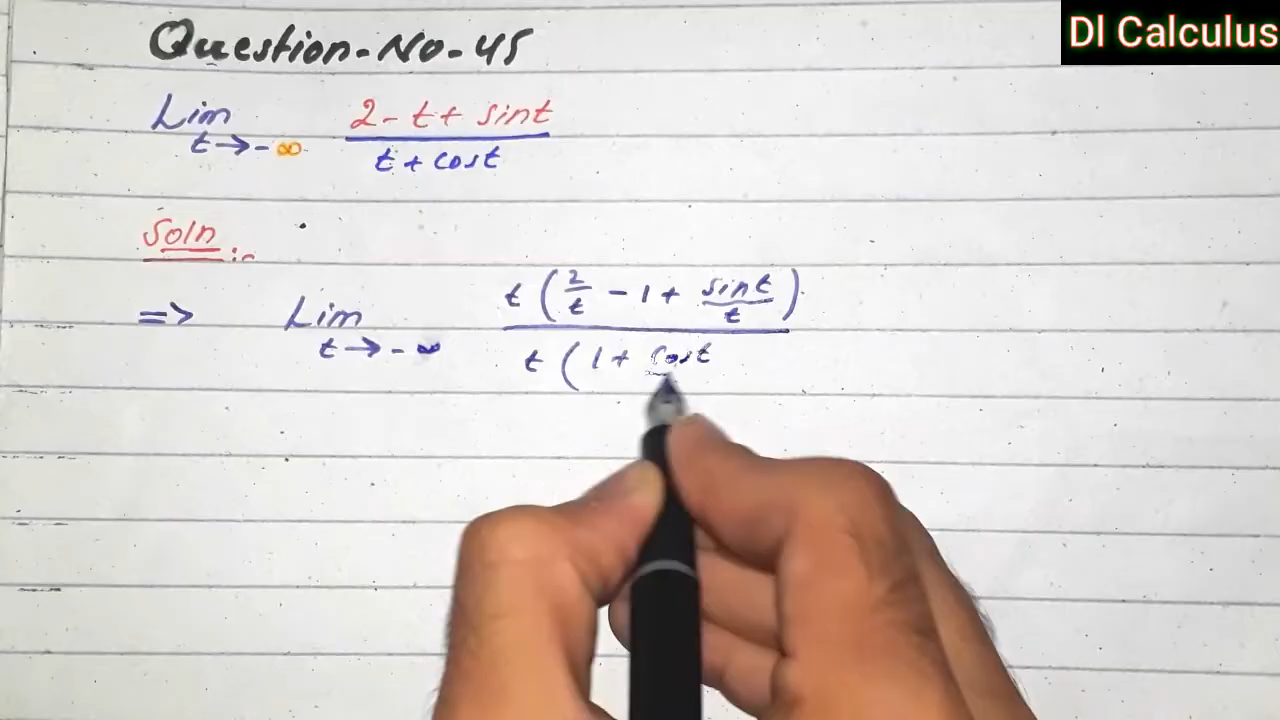 DI Calculus
Question-No-45
Lim 2 - t + sint
t → -∞ t + cost
Soln :-
=> Lim t ( 2/t - 1 + sint/t )
t → -∞ t ( 1 + cost